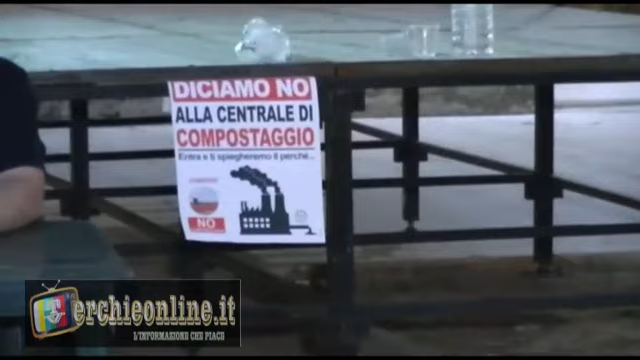 DICIAMO NO
ALLA CENTRALE DI
COMPOSTAGGIO
Entra e ti spiegheremo il perchè...
NO
erchieonline.it
L'INFORMAZIONE CHE PIACE